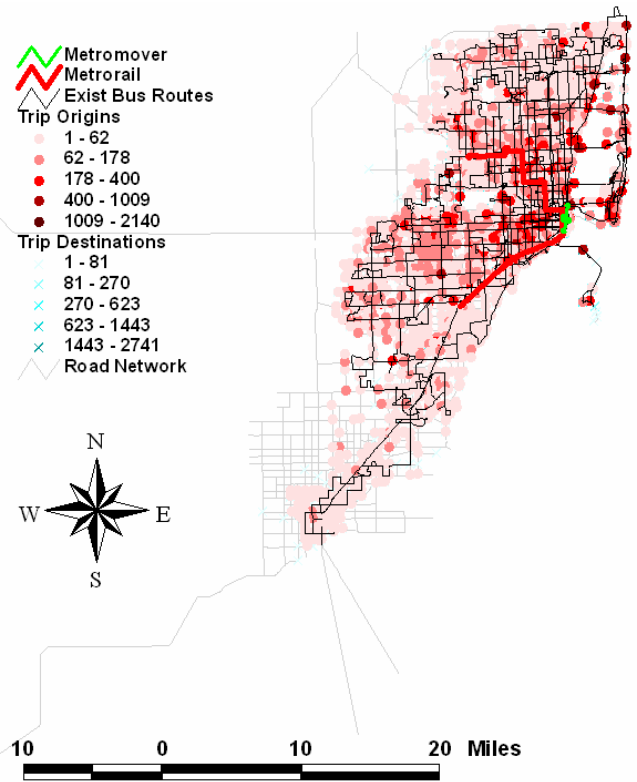 Metromover
Metrorail
Exist Bus Routes
Trip Origins
1 - 62
62 - 178
178 - 400
400 - 1009
1009 - 2140
Trip Destinations
1 - 81
81 - 270
270 - 623
623 - 1443
1443 - 2741
Road Network
N
W E
S
10 0 10 20 Miles